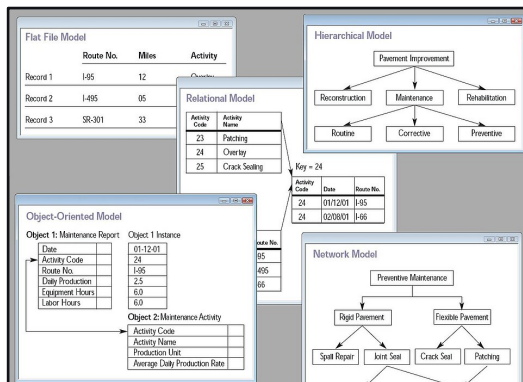 Flat File Model
Route No. Miles Activity
Record 1 I-95 12 Overlay
Record 2 I-495 05
Record 3 SR-301 33
Hierarchical Model
Pavement Improvement
Reconstruction Maintenance Rehabilitation
Routine Corrective Preventive
Relational Model
Activity Code Activity Name
23 Patching
24 Overlay
25 Crack Sealing
Key = 24
Activity Code Date Route No.
24 01/12/01 I-95
24 02/08/01 I-66
Route No.
95
495
66
Object-Oriented Model
Object 1: Maintenance Report Object 1 Instance
Date 01-12-01
Activity Code 24
Route No. I-95
Daily Production 2.5
Equipment Hours 6.0
Labor Hours 6.0
Object 2: Maintenance Activity
Activity Code
Activity Name
Production Unit
Average Daily Production Rate
Network Model
Preventive Maintenance
Rigid Pavement Flexible Pavement
Spall Repair Joint Seal Crack Seal Patching